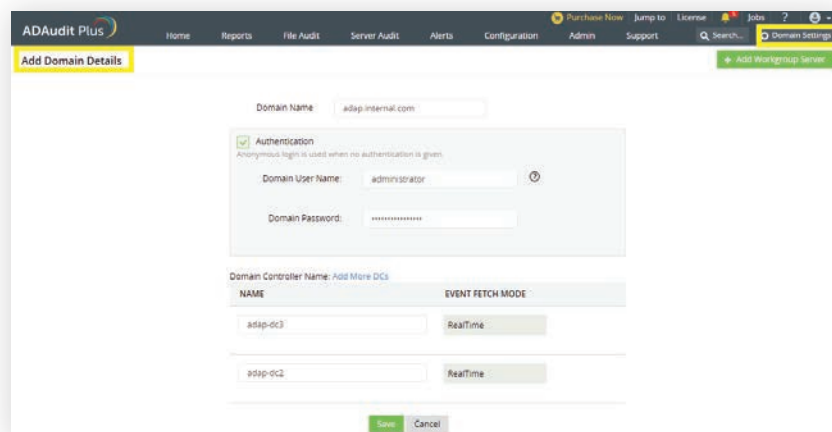 Purchase Now Jump to License 5 Jobs ?
ADAudit Plus
Home Reports File Audit Server Audit Alerts Configuration Admin Support Search... Domain Settings
Add Domain Details
+ Add Workgroup Server
Domain Name adap.internal.com
Authentication
Anonymous login is used when no authentication is given.
Domain User Name: administrator ?
Domain Password: ***************
Domain Controller Name: Add More DCs
NAME EVENT FETCH MODE
adap-dc3 RealTime
adap-dc2 RealTime
Save Cancel